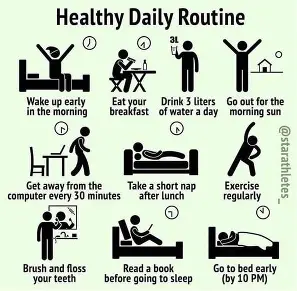 Healthy Daily Routine
3L
Wake up early
in the morning
Eat your
breakfast
Drink 3 liters
of water a day
Go out for the
morning sun
Get away from the
computer every 30 minutes
Take a short nap
after lunch
Exercise
regularly
@starathletes_
Brush and floss
your teeth
Read a book
before going to sleep
Go to bed early
(by 10 PM)